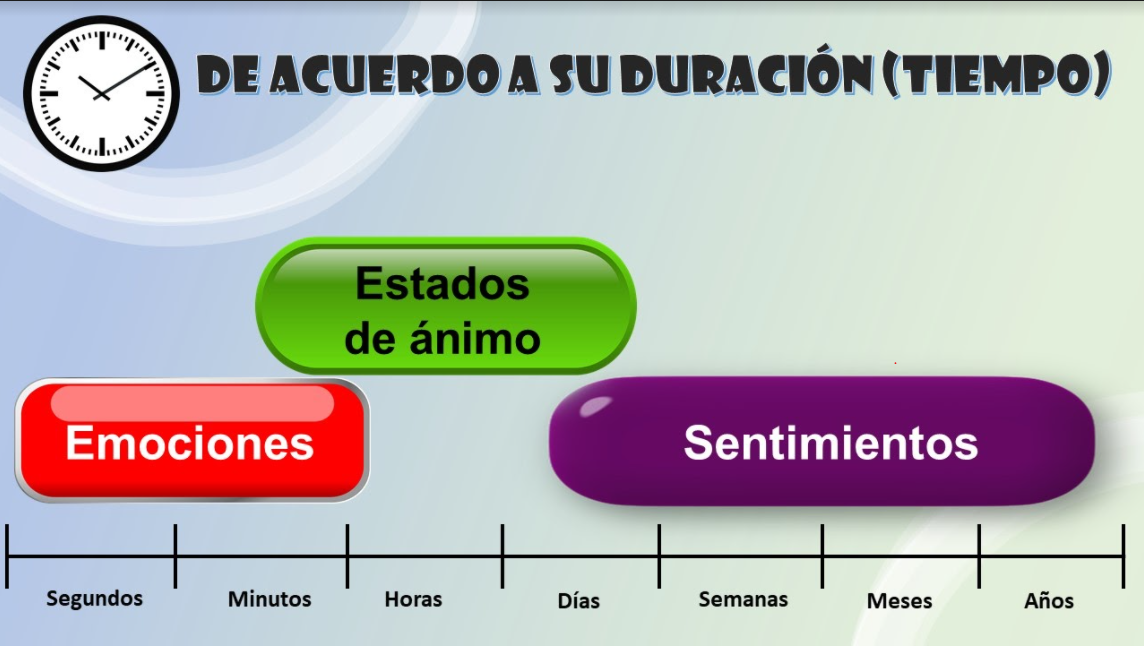 DE ACUERDO A SU DURACIÓN (TIEMPO)
Estados
de ánimo
Emociones
Sentimientos
Segundos Minutos Horas Días Semanas Meses Años